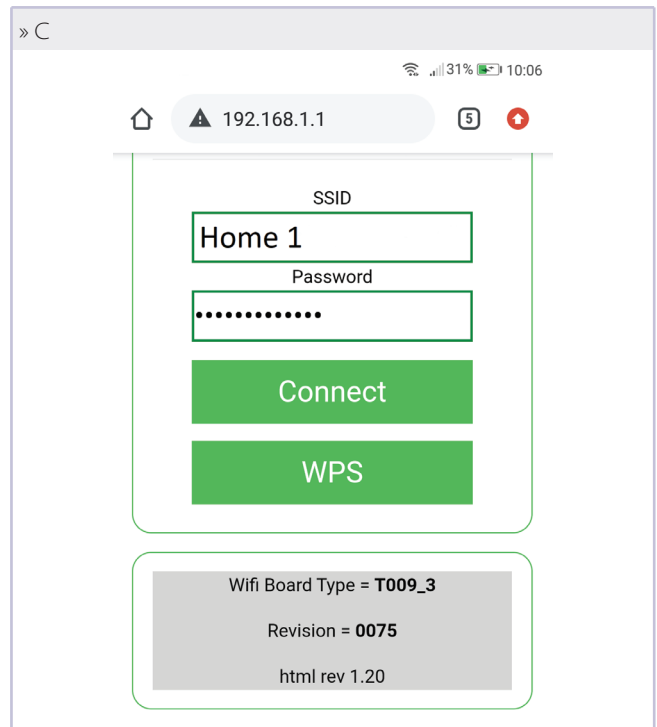 » C
31% 10:06
192.168.1.1 5
SSID
Home 1
Password
•••••••••••••
Connect
WPS
Wifi Board Type = T009_3
Revision = 0075
html rev 1.20